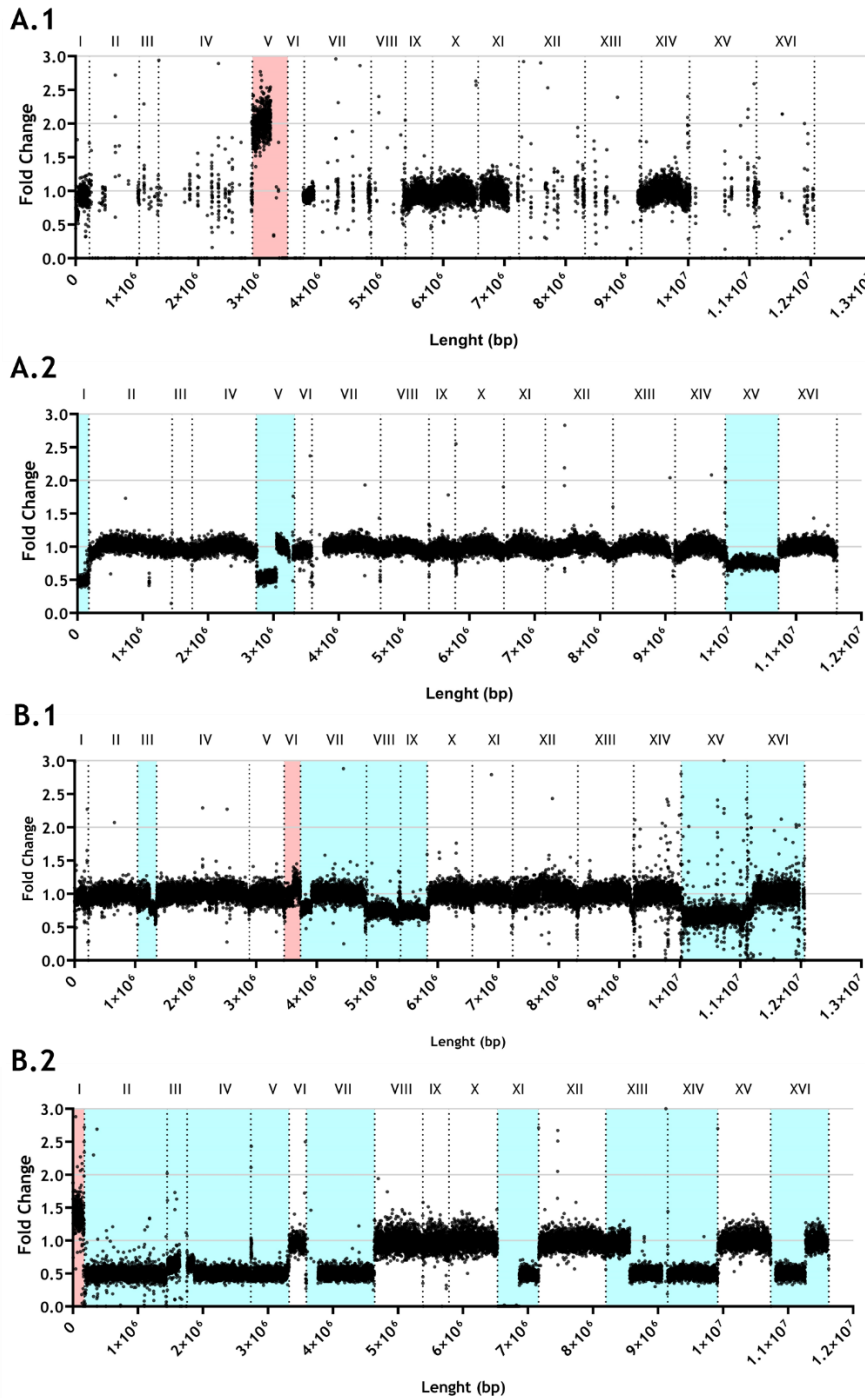 A.1
I II III IV V VI VII VIII IX X XI XII XIII XIV XV XVI
3.0
2.5
2.0
1.5
1.0
0.5
0.0
Fold Change
0 1×10⁶ 2×10⁶ 3×10⁶ 4×10⁶ 5×10⁶ 6×10⁶ 7×10⁶ 8×10⁶ 9×10⁶ 1×10⁷ 1.1×10⁷ 1.2×10⁷ 1.3×10⁷
Lenght (bp)
A.2
I II III IV V VI VII VIII IX X XI XII XIII XIV XV XVI
3.0
2.5
2.0
1.5
1.0
0.5
0.0
Fold Change
0 1×10⁶ 2×10⁶ 3×10⁶ 4×10⁶ 5×10⁶ 6×10⁶ 7×10⁶ 8×10⁶ 9×10⁶ 1×10⁷ 1.1×10⁷ 1.2×10⁷
Lenght (bp)
B.1
I II III IV V VI VII VIII IX X XI XII XIII XIV XV XVI
3.0
2.5
2.0
1.5
1.0
0.5
0.0
Fold Change
0 1×10⁶ 2×10⁶ 3×10⁶ 4×10⁶ 5×10⁶ 6×10⁶ 7×10⁶ 8×10⁶ 9×10⁶ 1×10⁷ 1.1×10⁷ 1.2×10⁷ 1.3×10⁷
Lenght (bp)
B.2
I II III IV V VI VII VIII IX X XI XII XIII XIV XV XVI
3.0
2.5
2.0
1.5
1.0
0.5
0.0
Fold Change
0 1×10⁶ 2×10⁶ 3×10⁶ 4×10⁶ 5×10⁶ 6×10⁶ 7×10⁶ 8×10⁶ 9×10⁶ 1×10⁷ 1.1×10⁷ 1.2×10⁷
Lenght (bp)